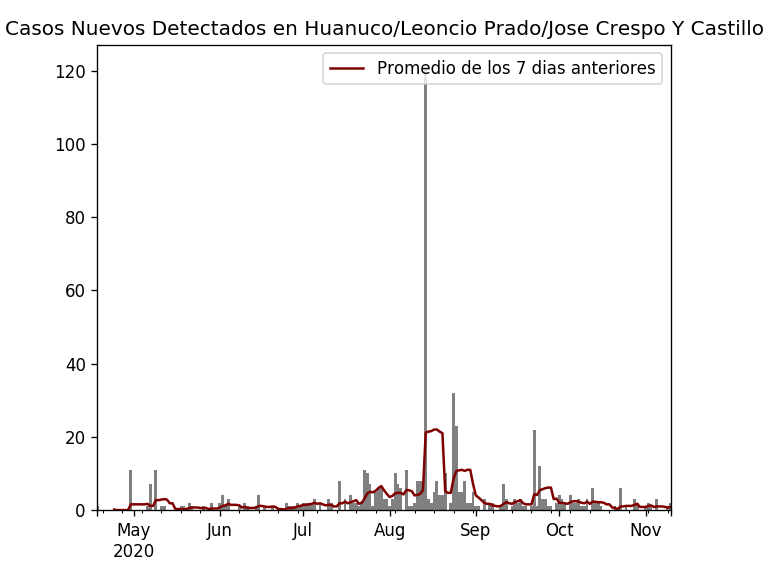 Casos Nuevos Detectados en Huanuco/Leoncio Prado/Jose Crespo Y Castillo
Promedio de los 7 dias anteriores
120
100
80
60
40
20
0
May Jun Jul Aug Sep Oct Nov
2020